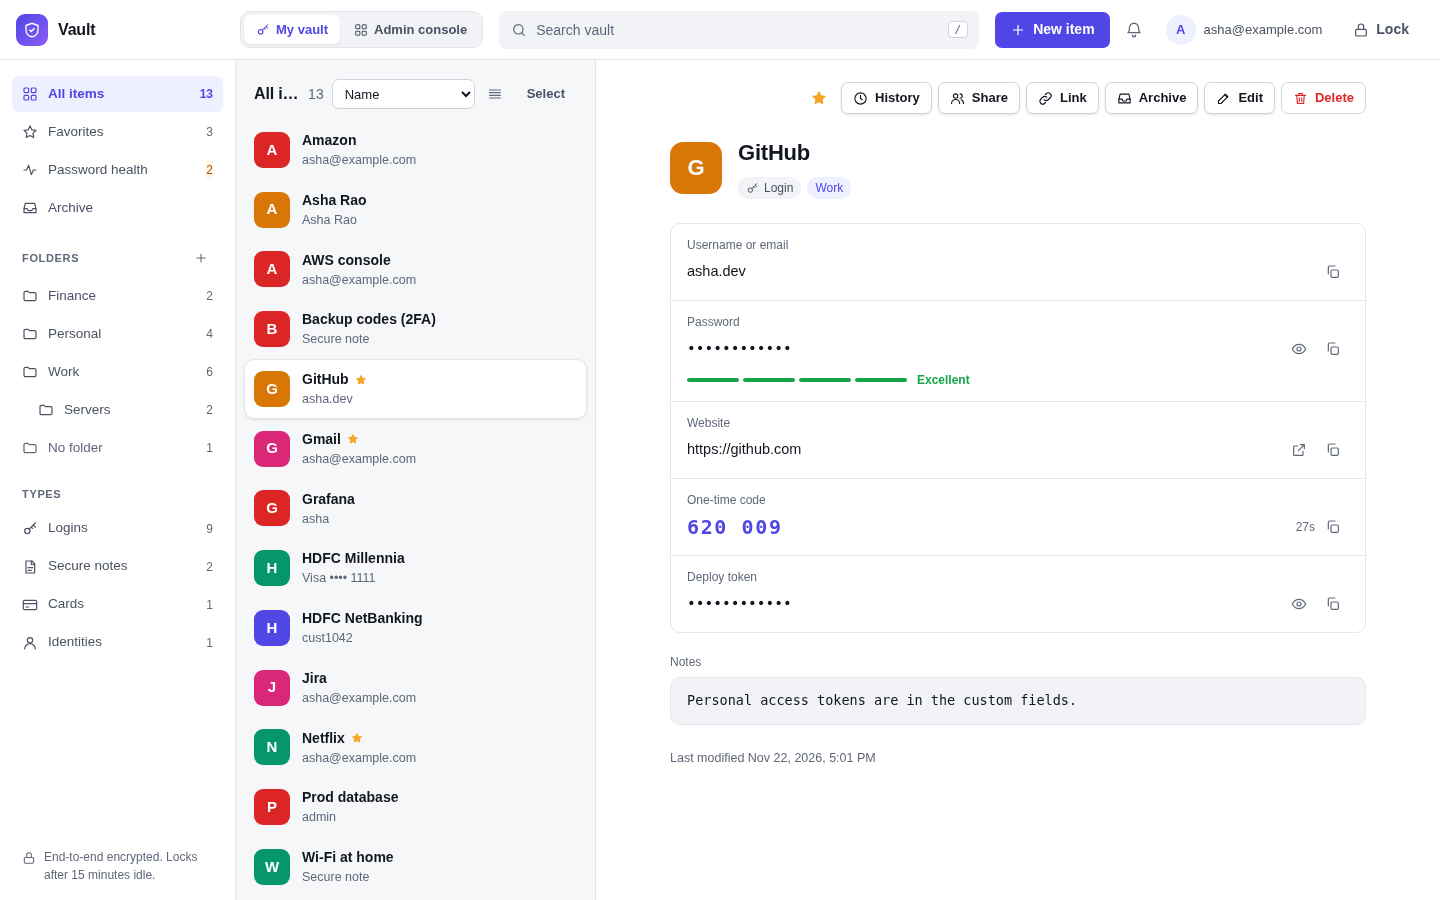 Vault
My vault
Admin console
Search vault
/
New item
A
asha@example.com
Lock
All items 13
Favorites 3
Password health 2
Archive
FOLDERS
Finance 2
Personal 4
Work 6
Servers 2
No folder 1
TYPES
Logins 9
Secure notes 2
Cards 1
Identities 1
End-to-end encrypted. Locks
after 15 minutes idle.
All i… 13 Name Select
A
Amazon
asha@example.com
A
Asha Rao
Asha Rao
A
AWS console
asha@example.com
B
Backup codes (2FA)
Secure note
G
GitHub
asha.dev
G
Gmail
asha@example.com
G
Grafana
asha
H
HDFC Millennia
Visa •••• 1111
H
HDFC NetBanking
cust1042
J
Jira
asha@example.com
N
Netflix
asha@example.com
P
Prod database
admin
W
Wi-Fi at home
Secure note
History Share Link Archive Edit Delete
G
GitHub
Login Work
Username or email
asha.dev
Password
••••••••••••
Excellent
Website
https://github.com
One-time code
620 009 27s
Deploy token
••••••••••••
Notes
Personal access tokens are in the custom fields.
Last modified Nov 22, 2026, 5:01 PM